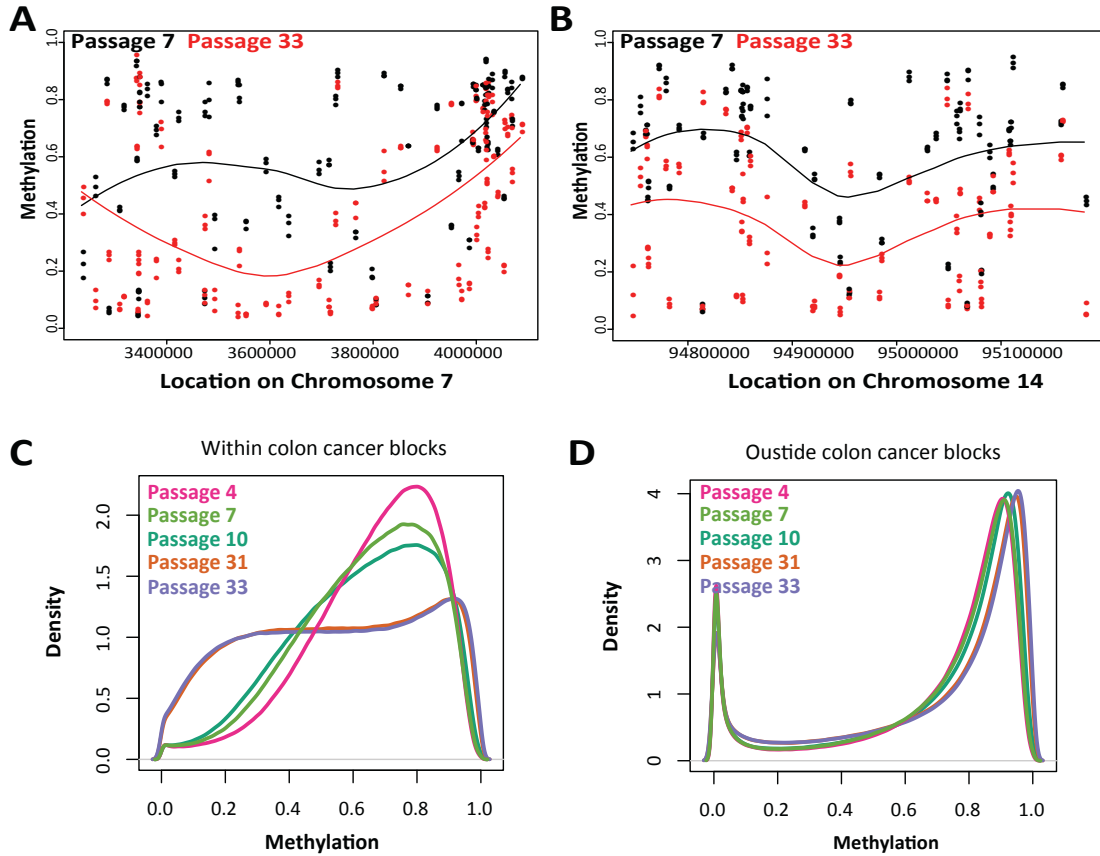 A
Passage 7 Passage 33
1.0
0.8
0.6
0.4
0.2
0.0
Methylation
3400000 3600000 3800000 4000000
Location on Chromosome 7
B
Passage 7 Passage 33
1.0
0.8
0.6
0.4
0.2
0.0
Methylation
94800000 94900000 95000000 95100000
Location on Chromosome 14
C
Within colon cancer blocks
Passage 4
Passage 7
Passage 10
Passage 31
Passage 33
2.0
1.5
1.0
0.5
0.0
Density
0.0 0.2 0.4 0.6 0.8 1.0
Methylation
D
Oustide colon cancer blocks
Passage 4
Passage 7
Passage 10
Passage 31
Passage 33
4
3
2
1
0
Density
0.0 0.2 0.4 0.6 0.8 1.0
Methylation